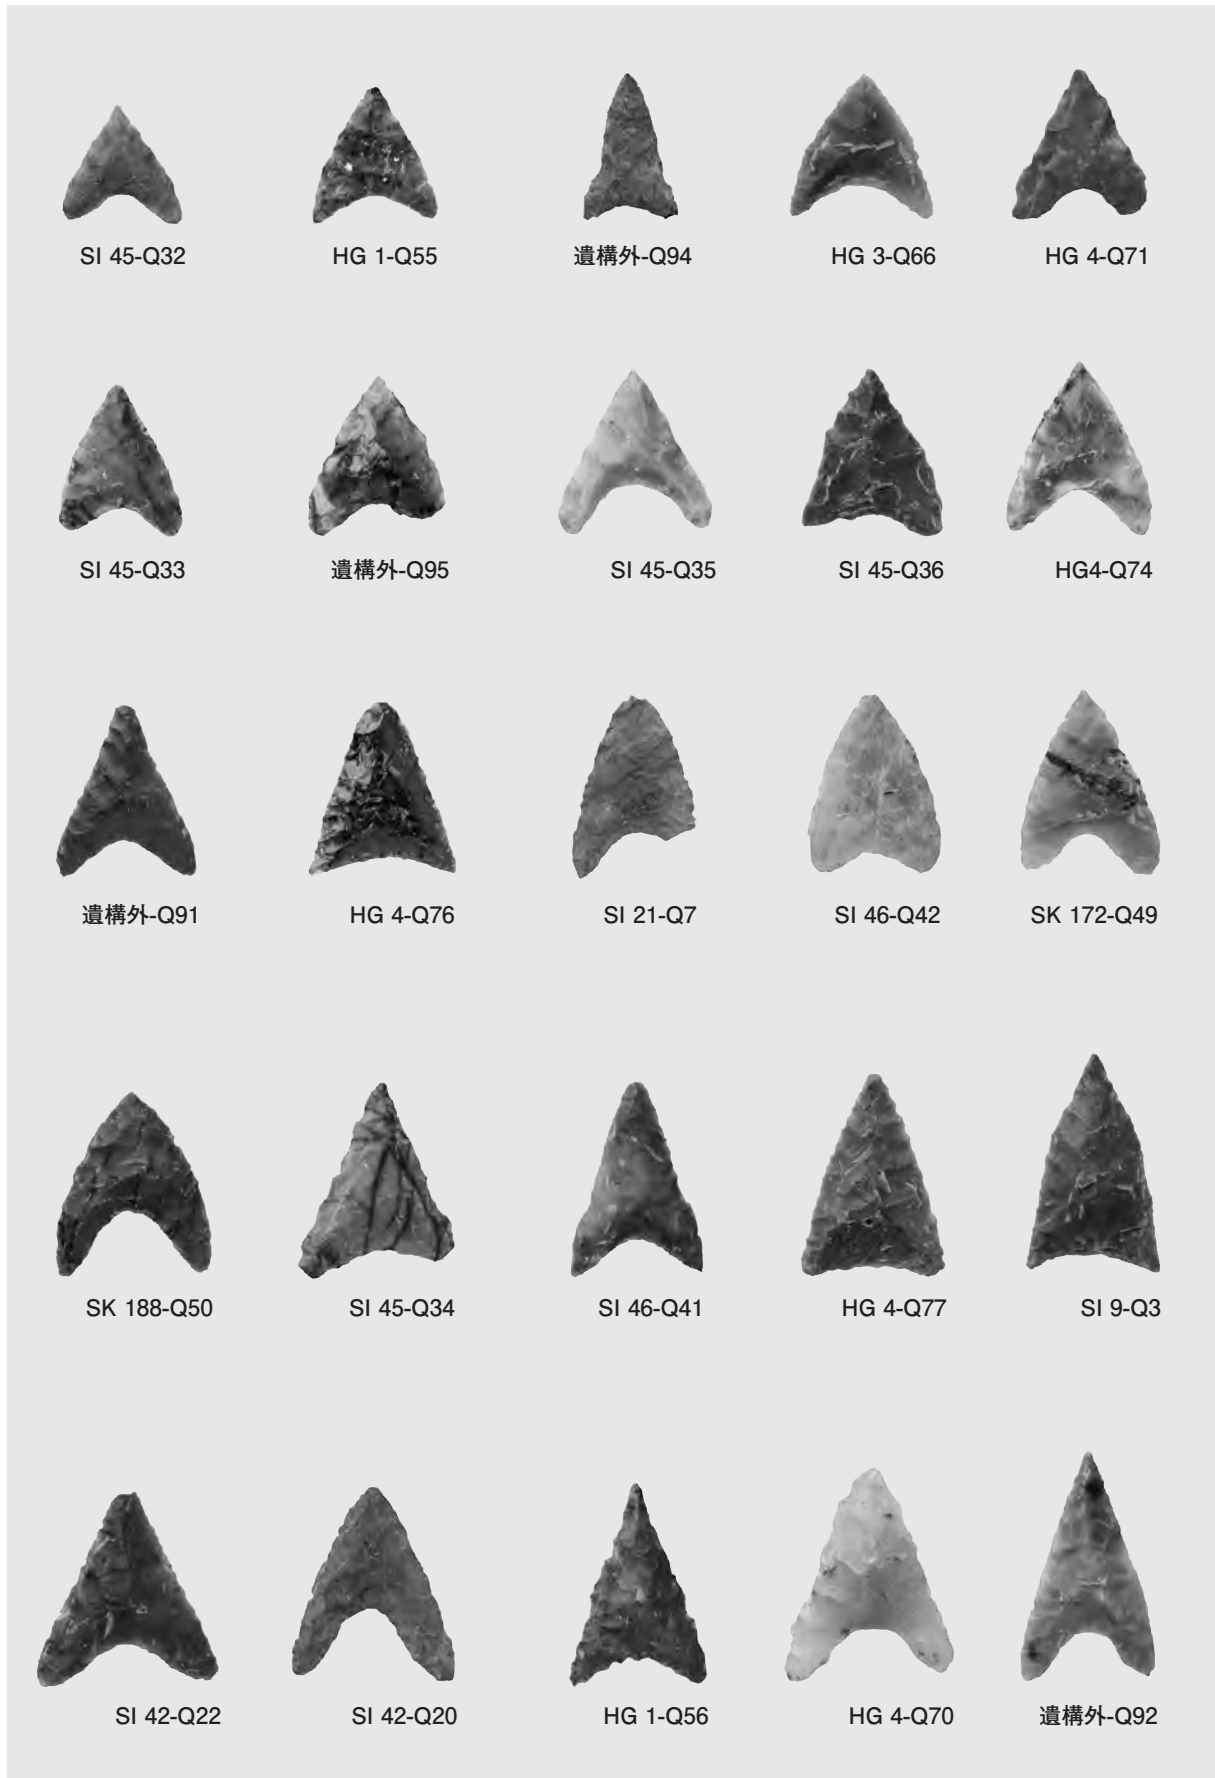 SI 45-Q32 HG 1-Q55 遺構外-Q94 HG 3-Q66 HG 4-Q71
SI 45-Q33 遺構外-Q95 SI 45-Q35 SI 45-Q36 HG4-Q74
遺構外-Q91 HG 4-Q76 SI 21-Q7 SI 46-Q42 SK 172-Q49
SK 188-Q50 SI 45-Q34 SI 46-Q41 HG 4-Q77 SI 9-Q3
SI 42-Q22 SI 42-Q20 HG 1-Q56 HG 4-Q70 遺構外-Q92